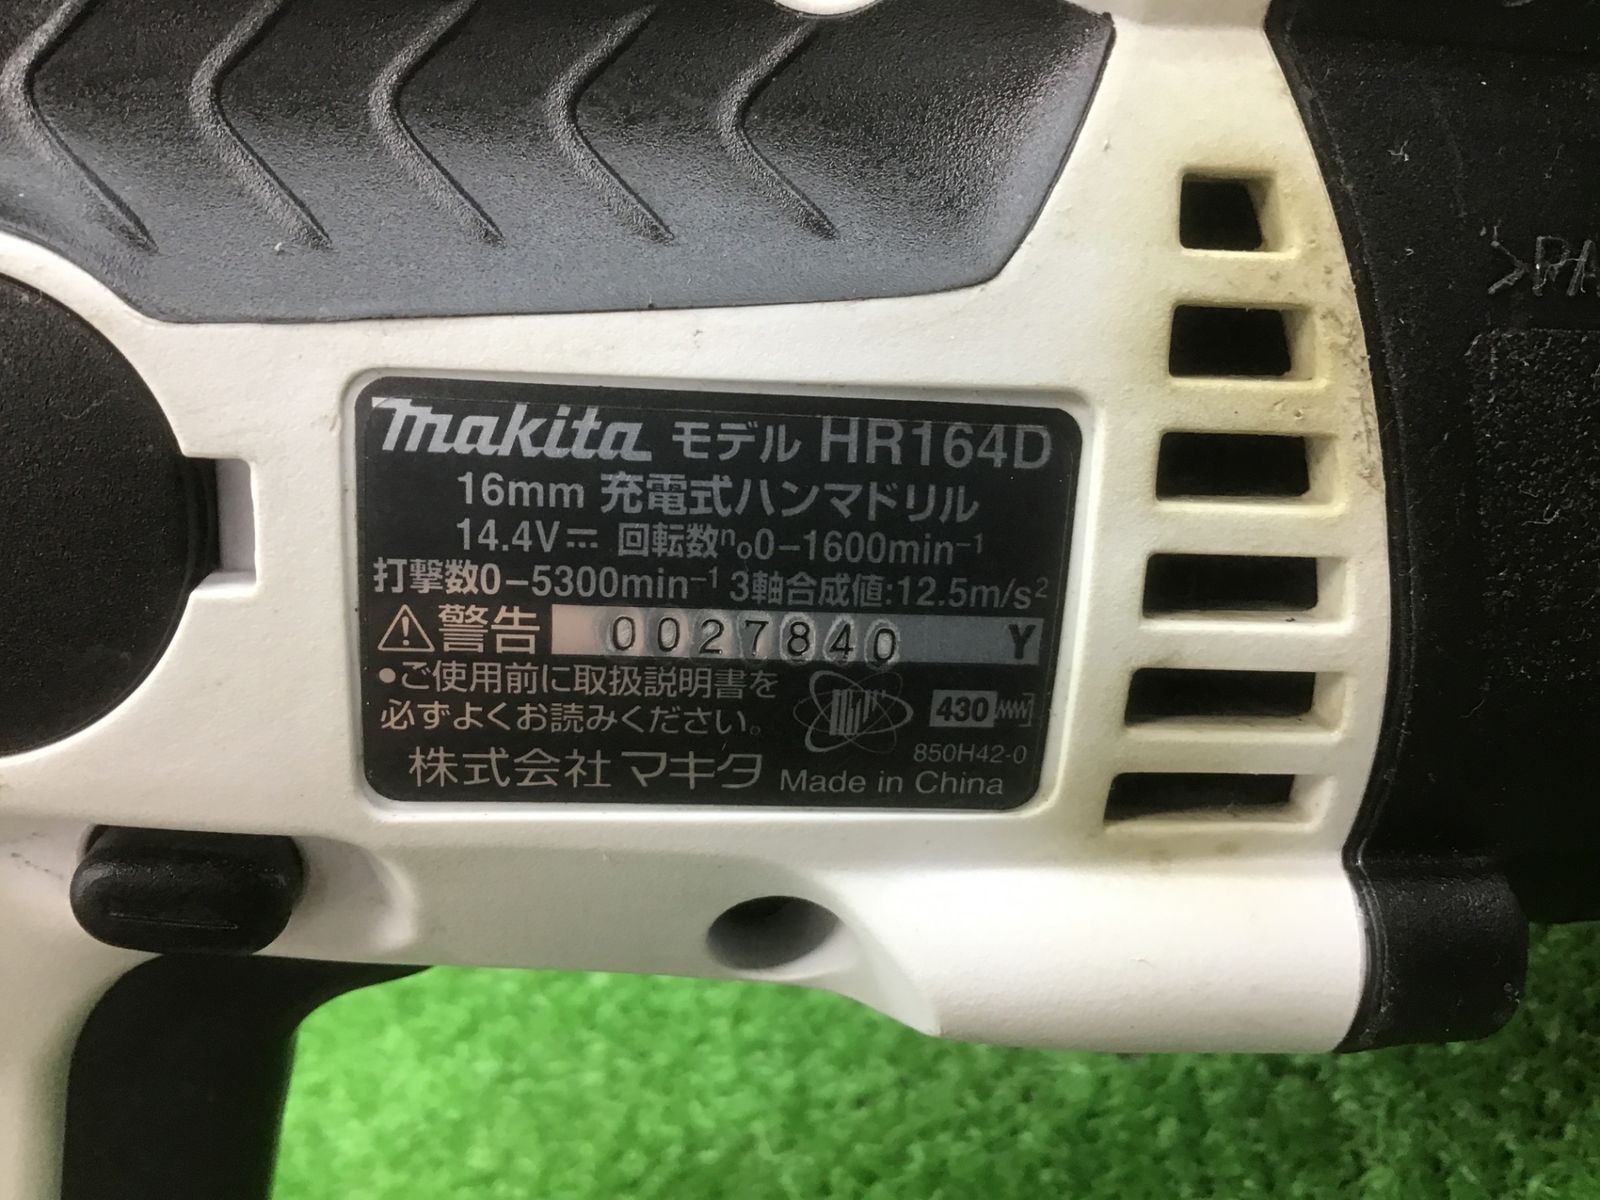 makita モデル HR164D
16mm 充電式ハンマドリル
14.4V⎓ 回転数n₀0−1600min⁻¹
打撃数0−5300min⁻¹ 3軸合成値:12.5m/s²
⚠警告 0027840 Y
•ご使用前に取扱説明書を
必ずよくお読みください。
430
850H42-0
株式会社マキタ Made in China